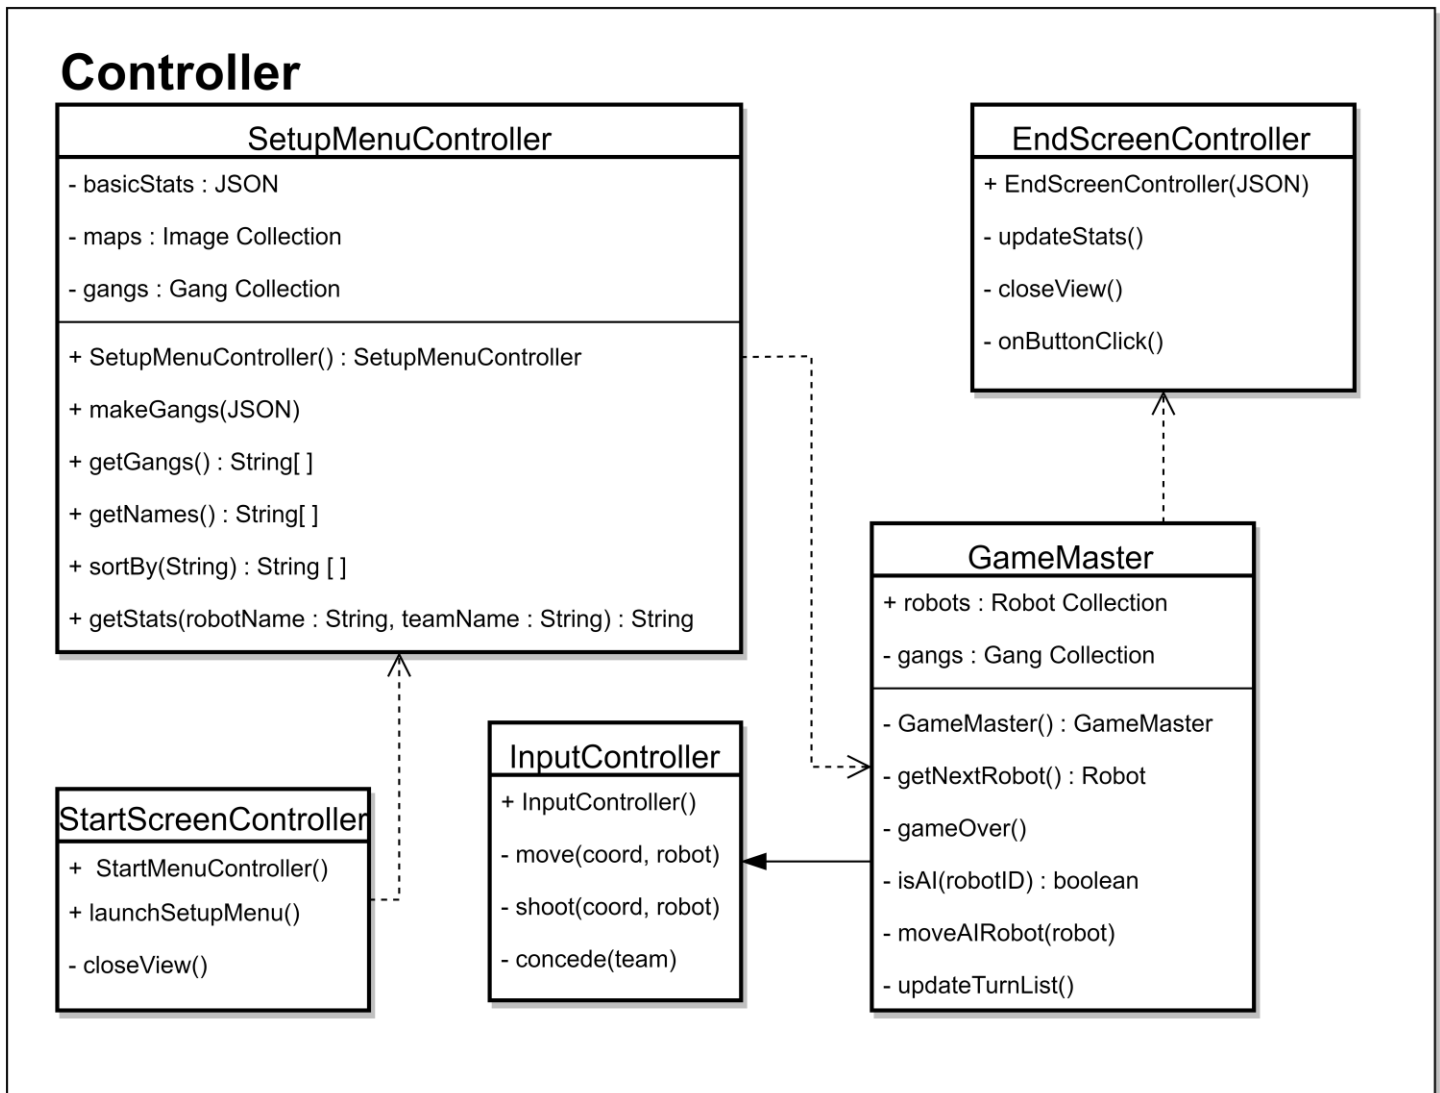 Controller
SetupMenuController
- basicStats : JSON
- maps : Image Collection
- gangs : Gang Collection
+ SetupMenuController() : SetupMenuController
+ makeGangs(JSON)
+ getGangs() : String[ ]
+ getNames() : String[ ]
+ sortBy(String) : String [ ]
+ getStats(robotName : String, teamName : String) : String
EndScreenController
+ EndScreenController(JSON)
- updateStats()
- closeView()
- onButtonClick()
GameMaster
+ robots : Robot Collection
- gangs : Gang Collection
- GameMaster() : GameMaster
- getNextRobot() : Robot
- gameOver()
- isAI(robotID) : boolean
- moveAIRobot(robot)
- updateTurnList()
InputController
+ InputController()
- move(coord, robot)
- shoot(coord, robot)
- concede(team)
StartScreenController
+ StartMenuController()
+ launchSetupMenu()
- closeView()